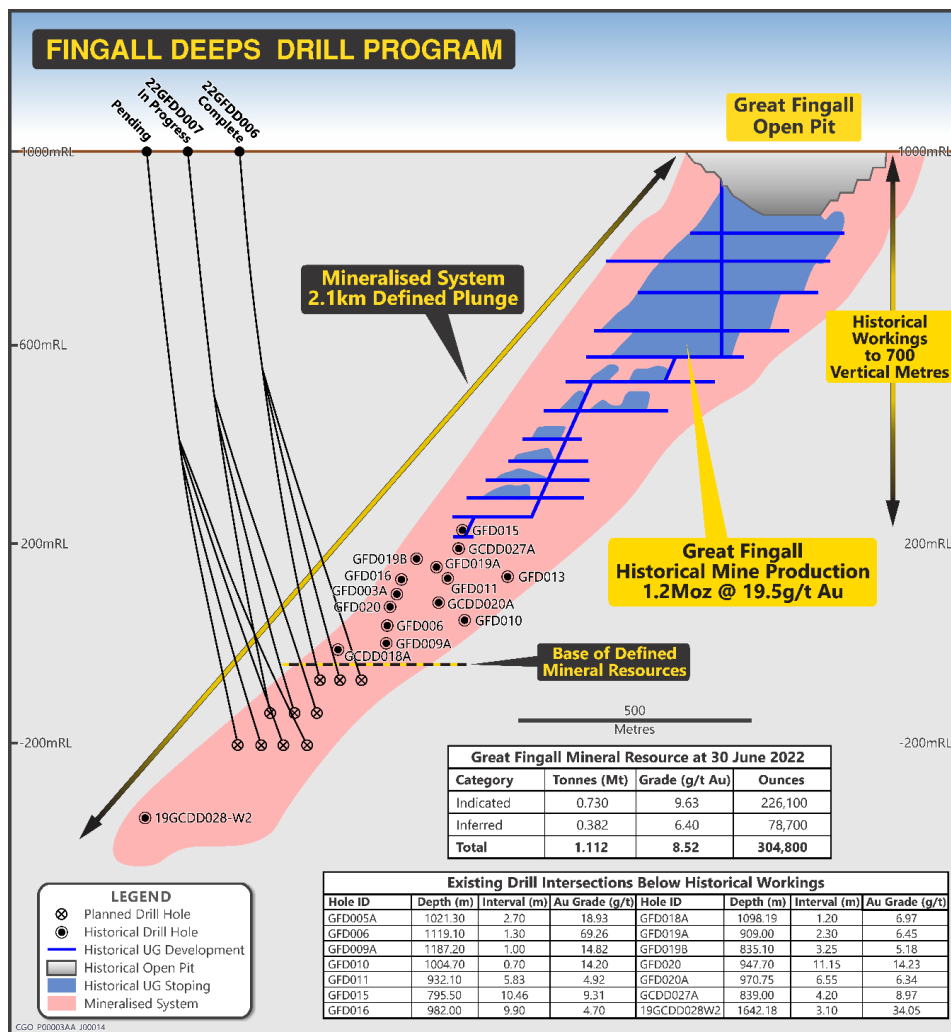 FINGALL DEEPS DRILL PROGRAM
Pending
22GFDD007
In Progress
22GFDD006
Complete
Great Fingall
Open Pit
1000mRL
1000mRL
Mineralised System
2.1km Defined Plunge
Historical
Workings
to 700
Vertical Metres
600mRL
200mRL
200mRL
GFD015
GCDD027A
GFD019B
GFD019A
GFD016
GFD013
GFD003A
GFD011
GFD020
GCDD020A
GFD006
GFD010
GFD009A
GCDD018A
Great Fingall
Historical Mine Production
1.2Moz @ 19.5g/t Au
Base of Defined
Mineral Resources
-200mRL
-200mRL
500
Metres
19GCDD028-W2
Great Fingall Mineral Resource at 30 June 2022
Category Tonnes (Mt) Grade (g/t Au) Ounces
Indicated 0.730 9.63 226,100
Inferred 0.382 6.40 78,700
Total 1.112 8.52 304,800
LEGEND
Planned Drill Hole
Historical Drill Hole
Historical UG Development
Historical Open Pit
Historical UG Stoping
Mineralised System
Existing Drill Intersections Below Historical Workings
Hole ID Depth (m) Interval (m) Au Grade (g/t) Hole ID Depth (m) Interval (m) Au Grade (g/t)
GFD005A 1021.30 2.70 18.93 GFD018A 1098.19 1.20 6.97
GFD006 1119.10 1.30 69.26 GFD019A 909.00 2.30 6.45
GFD009A 1187.20 1.00 14.82 GFD019B 835.10 3.25 5.18
GFD010 1004.70 0.70 14.20 GFD020 947.70 11.15 14.23
GFD011 932.10 5.83 4.92 GFD020A 970.75 6.55 6.34
GFD015 795.50 10.46 9.31 GCDD027A 839.00 4.20 8.97
GFD016 982.00 9.90 4.70 19GCDD028W2 1642.18 3.10 34.05
CGO_P00003AA_J00014